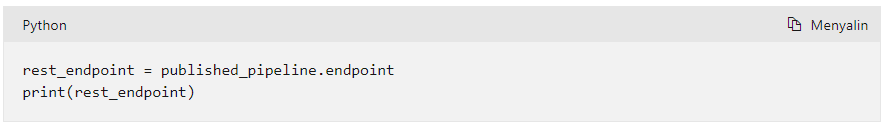 Python
Menyalin
rest_endpoint = published_pipeline.endpoint
print(rest_endpoint)